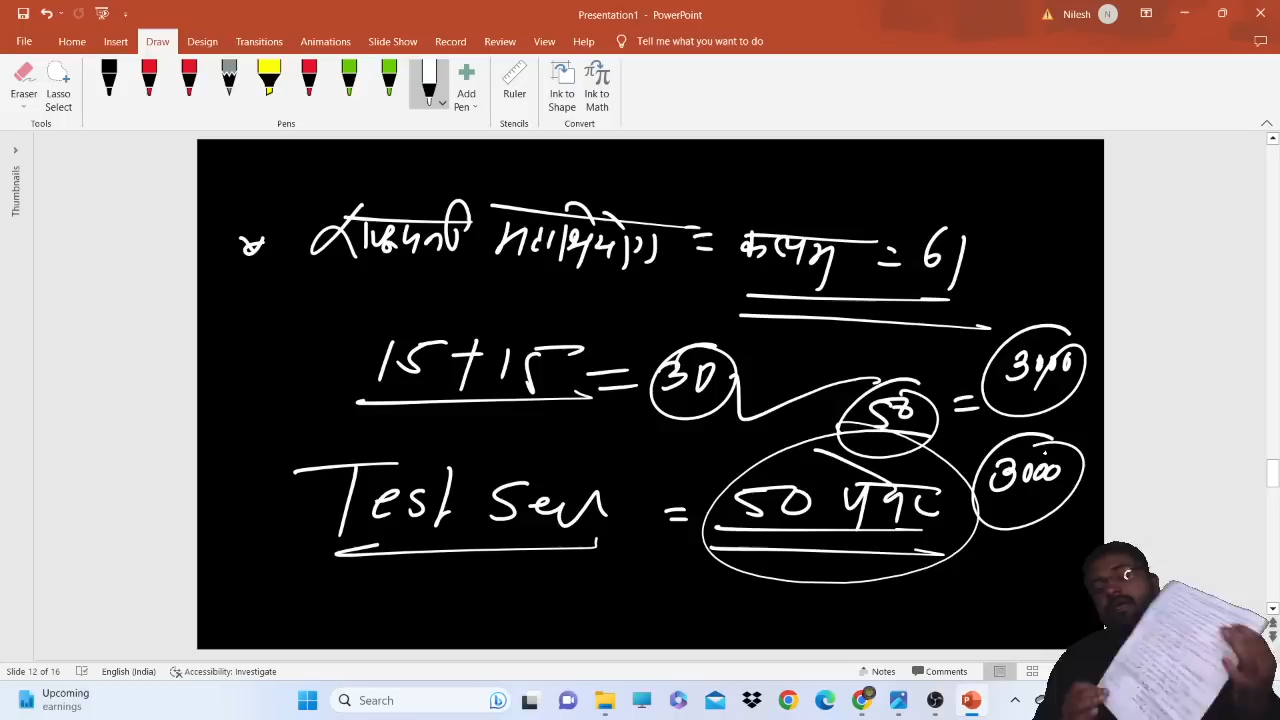 Presentation1 - PowerPoint
Nilesh N
File Home Insert Draw Design Transitions Animations Slide Show Record Review View Help Tell me what you want to do
Eraser
Lasso Select
Add Pen
Ruler
Ink to Shape
Ink to Math
Tools
Pens
Stencils
Convert
Thumbnails
= कलम = 61
15+15 = 30
50 = 3000
Test = 50
3000
Slide 12 of 16
English (India)
Accessibility: Investigate
Notes
Comments
Upcoming
earnings
Search